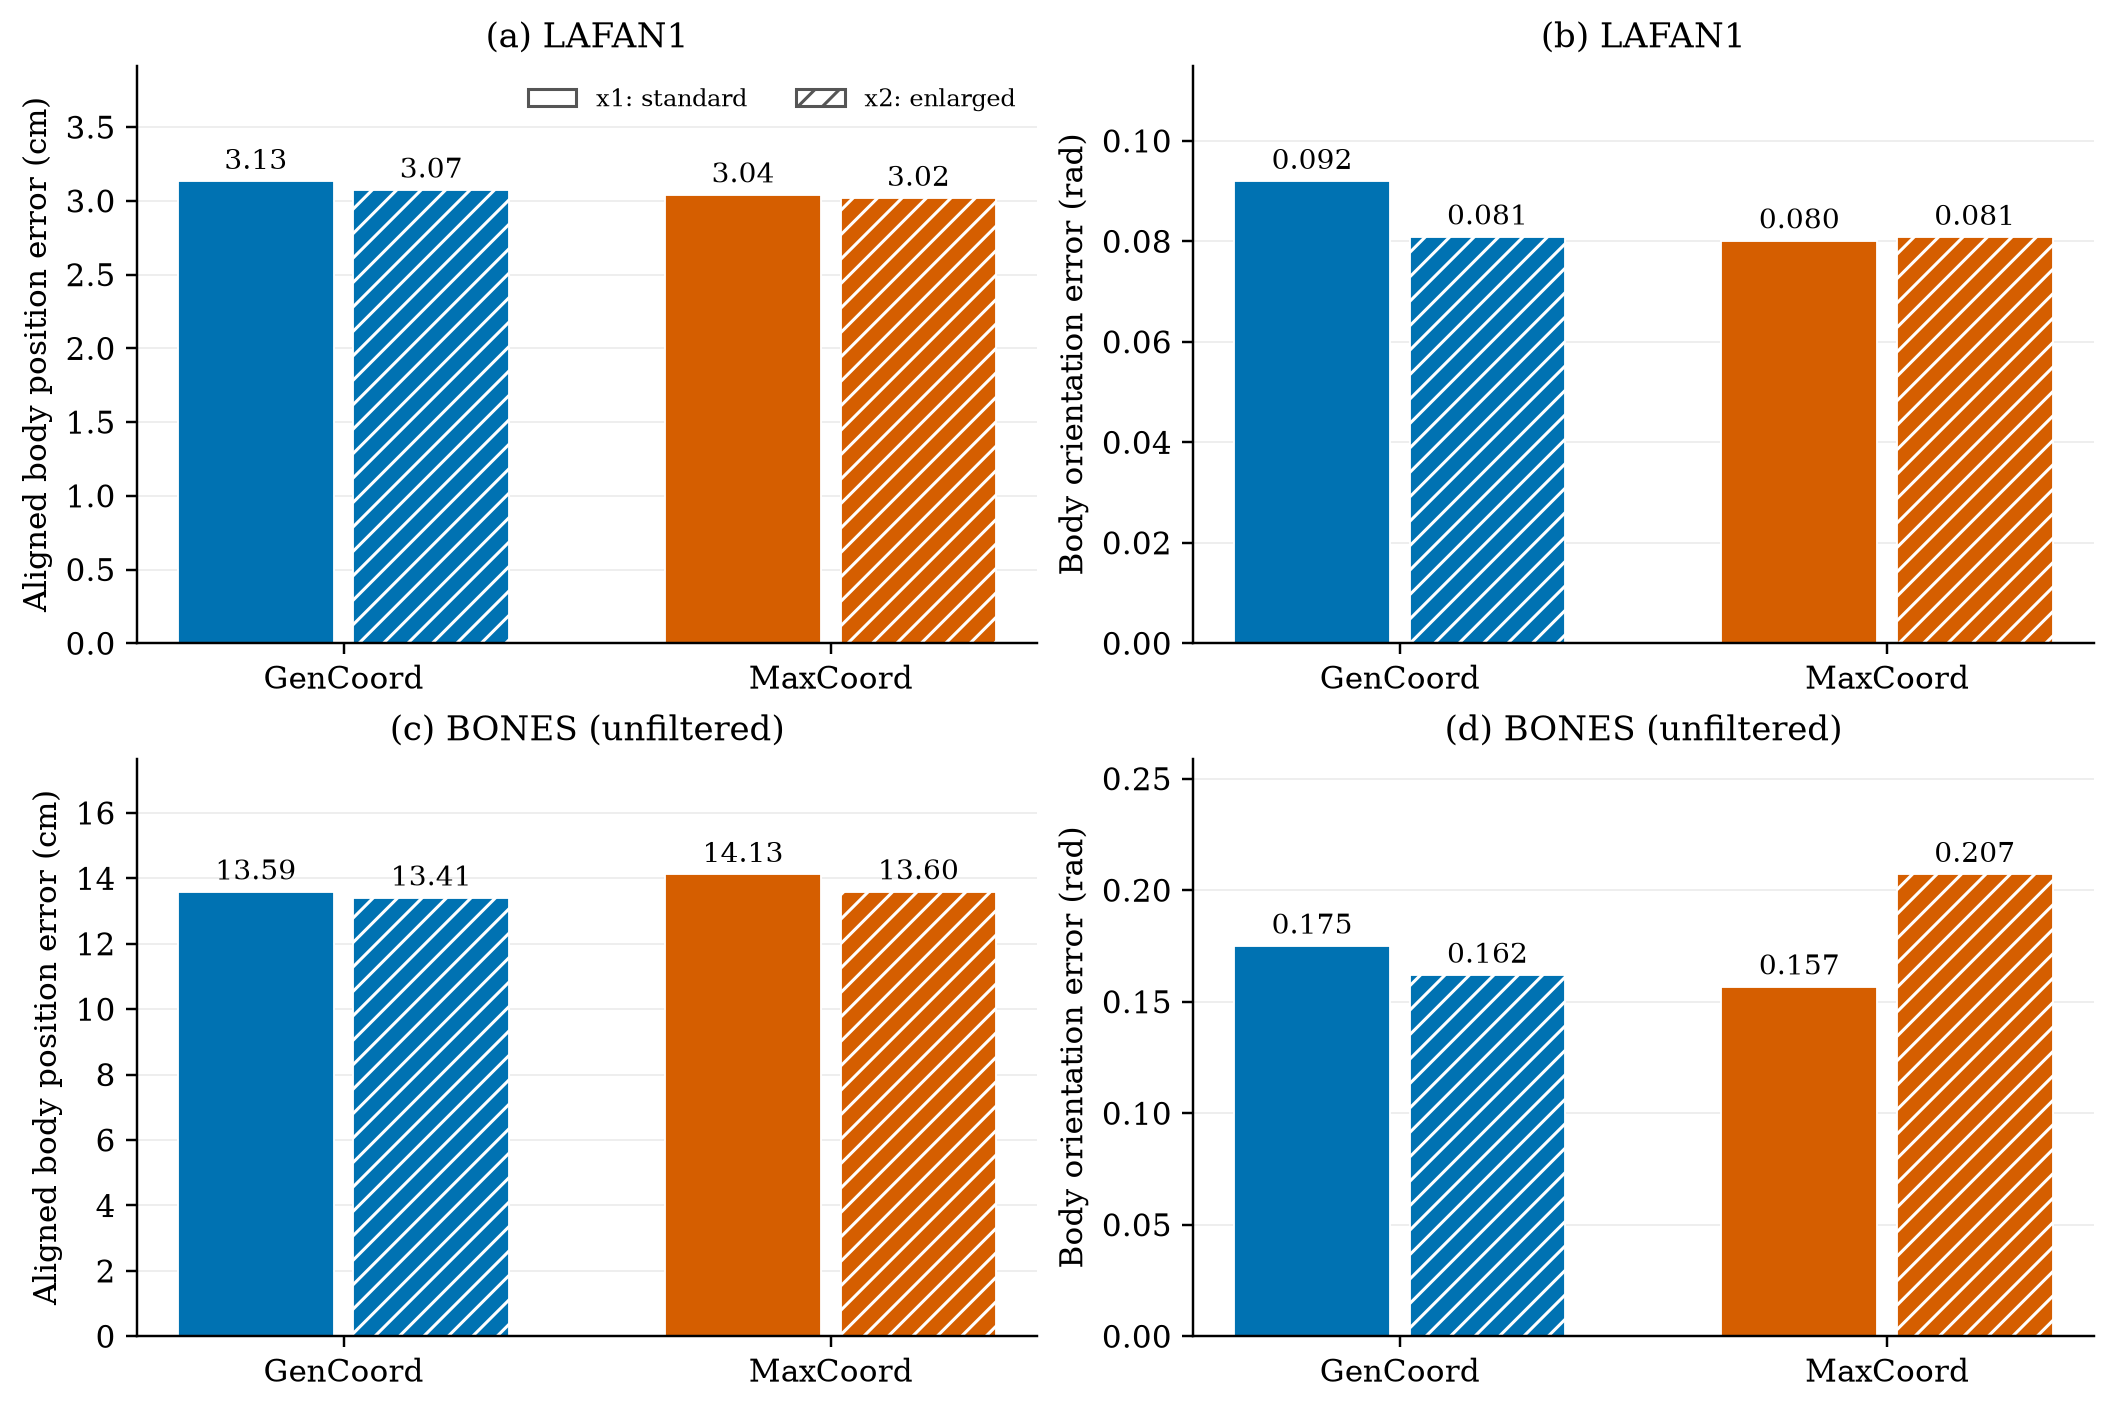 (a) LAFAN1
x1: standard
x2: enlarged
Aligned body position error (cm)
3.5
3.0
2.5
2.0
1.5
1.0
0.5
0.0
3.13
3.07
3.04
3.02
GenCoord
MaxCoord
(b) LAFAN1
Body orientation error (rad)
0.10
0.08
0.06
0.04
0.02
0.00
0.092
0.081
0.080
0.081
GenCoord
MaxCoord
(c) BONES (unfiltered)
Aligned body position error (cm)
16
14
12
10
8
6
4
2
0
13.59
13.41
14.13
13.60
GenCoord
MaxCoord
(d) BONES (unfiltered)
Body orientation error (rad)
0.25
0.20
0.15
0.10
0.05
0.00
0.175
0.162
0.157
0.207
GenCoord
MaxCoord